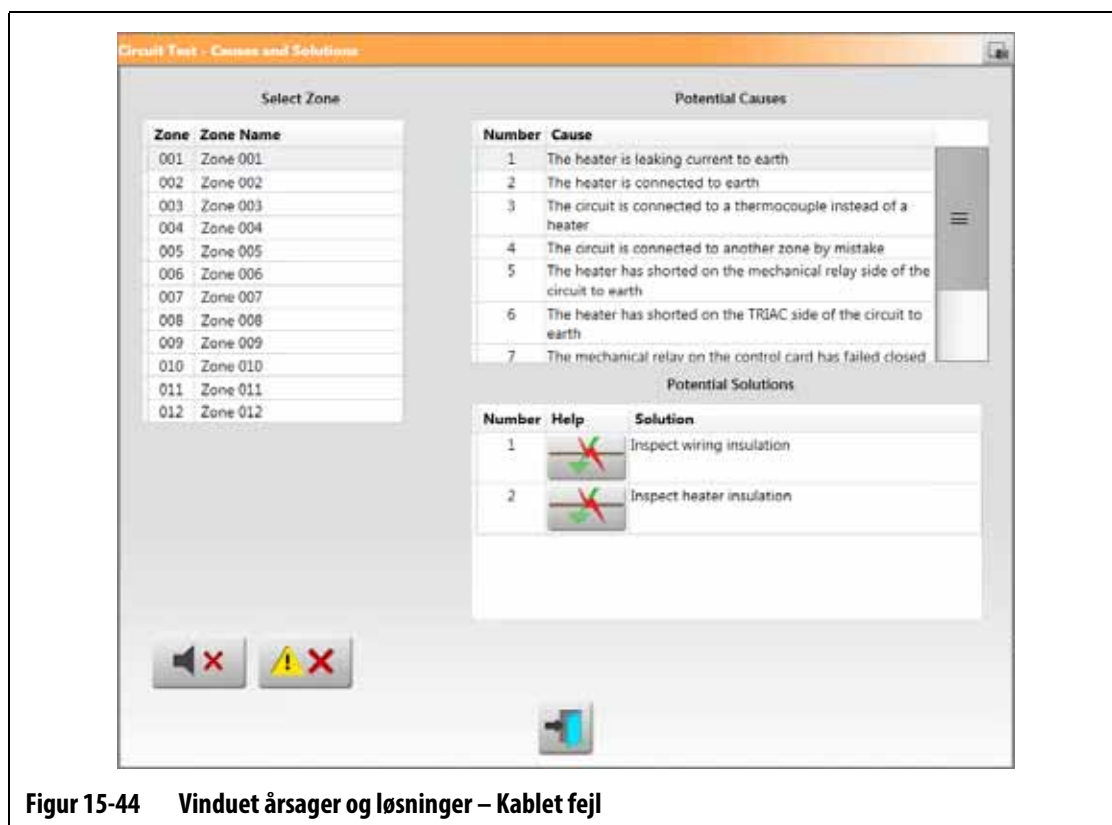 Circuit Test - Causes and Solutions
Select Zone
Zone Zone Name
001 Zone 001
002 Zone 002
003 Zone 003
004 Zone 004
005 Zone 005
006 Zone 006
007 Zone 007
008 Zone 008
009 Zone 009
010 Zone 010
011 Zone 011
012 Zone 012
Potential Causes
Number Cause
1 The heater is leaking current to earth
2 The heater is connected to earth
3 The circuit is connected to a thermocouple instead of a
heater
4 The circuit is connected to another zone by mistake
5 The heater has shorted on the mechanical relay side of the
circuit to earth
6 The heater has shorted on the TRIAC side of the circuit to
earth
7 The mechanical relay on the control card has failed closed
Potential Solutions
Number Help Solution
1 Inspect wiring insulation
2 Inspect heater insulation
Figur 15-44 Vinduet årsager og løsninger – Kablet fejl